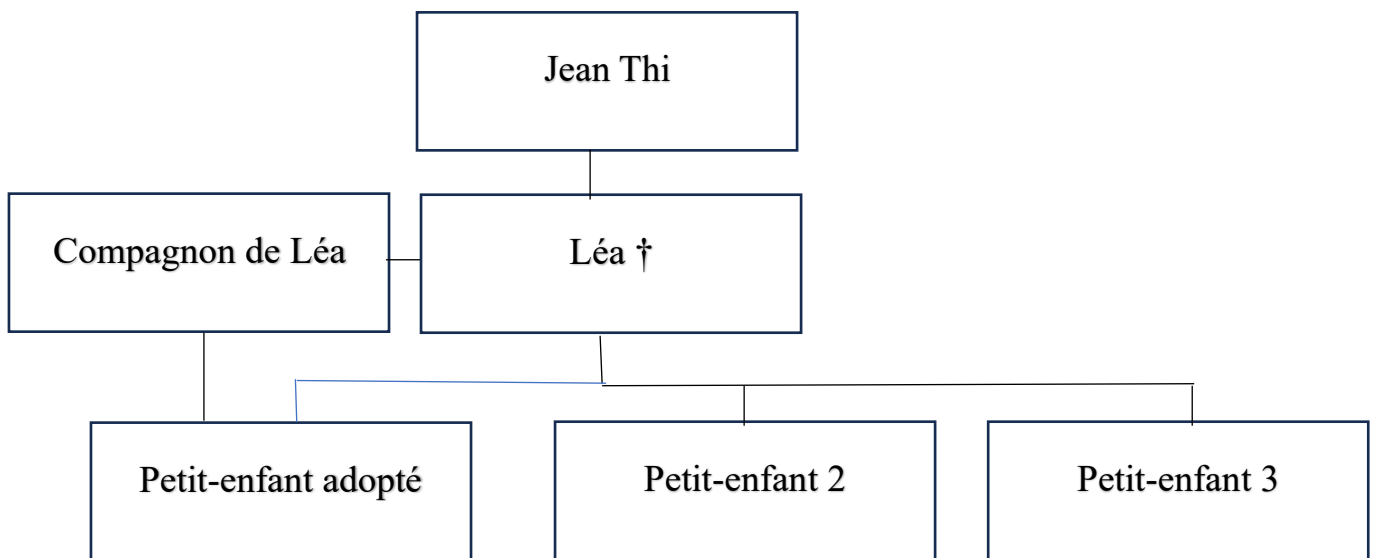 Jean Thi
Compagnon de Léa
Léa †
Petit-enfant adopté
Petit-enfant 2
Petit-enfant 3